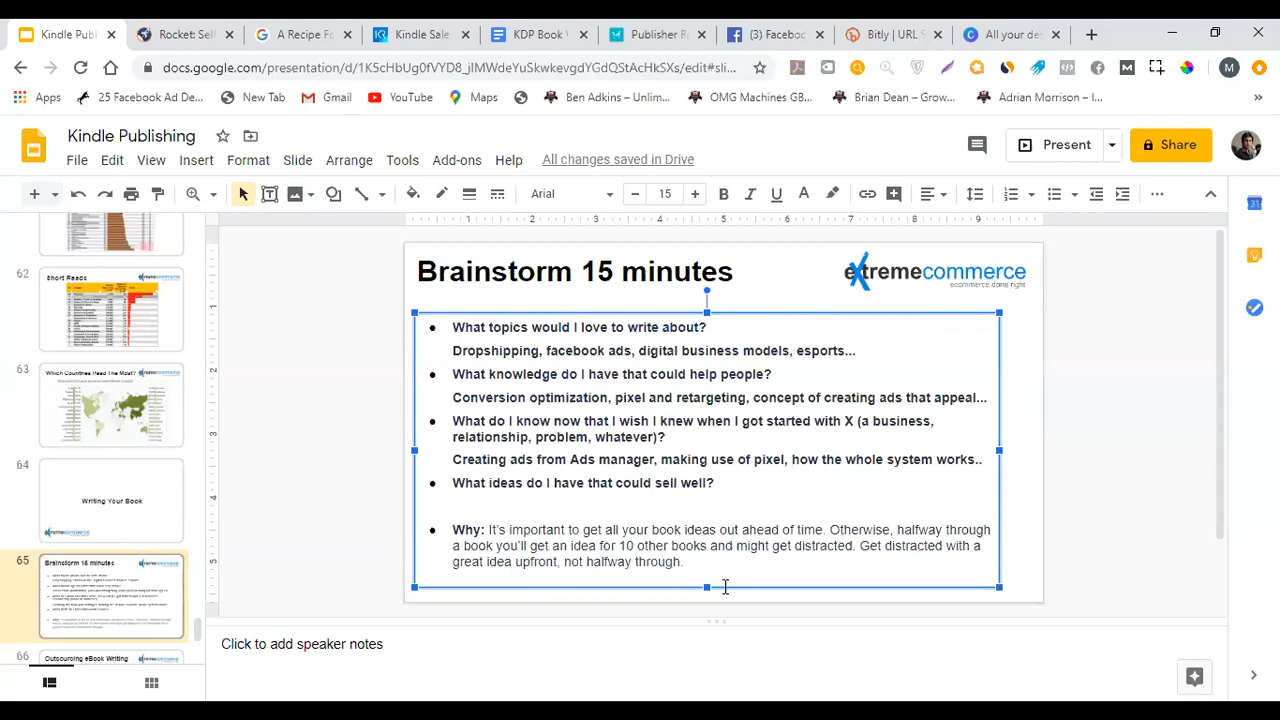 Kindle Publi
Rocket: Self
A Recipe Fo
Kindle Sale
KDP Book
Publisher R
(3) Faceboo
Bitly | URL S
All your de
docs.google.com/presentation/d/1K5cHbUg0fVYD8_jIMWdeYuSkwkevgdYGdQStAcHkSXs/edit#sli...
Apps
25 Facebook Ad De...
New Tab
Gmail
YouTube
Maps
Ben Adkins – Unlim...
OMG Machines GB...
Brian Dean – Grow...
Adrian Morrison – I...
Kindle Publishing
File Edit View Insert Format Slide Arrange Tools Add-ons Help All changes saved in Drive
Present
Share
Arial
15
62
Short Reads
63
Which Countries Read The Most?
64
Writing Your Book
65
Brainstorm 15 minutes
66
Outsourcing eBook Writing
Brainstorm 15 minutes
extremecommerce
ecommerce done right
What topics would I love to write about?
Dropshipping, facebook ads, digital business models, esports...
What knowledge do I have that could help people?
Conversion optimization, pixel and retargeting, concept of creating ads that appeal...
What do I know now that I wish I knew when I got started with X (a business,
relationship, problem, whatever)?
Creating ads from Ads manager, making use of pixel, how the whole system works..
What ideas do I have that could sell well?
Why: It's important to get all your book ideas out ahead of time. Otherwise, halfway through
a book you'll get an idea for 10 other books and might get distracted. Get distracted with a
great idea upfront, not halfway through.
Click to add speaker notes